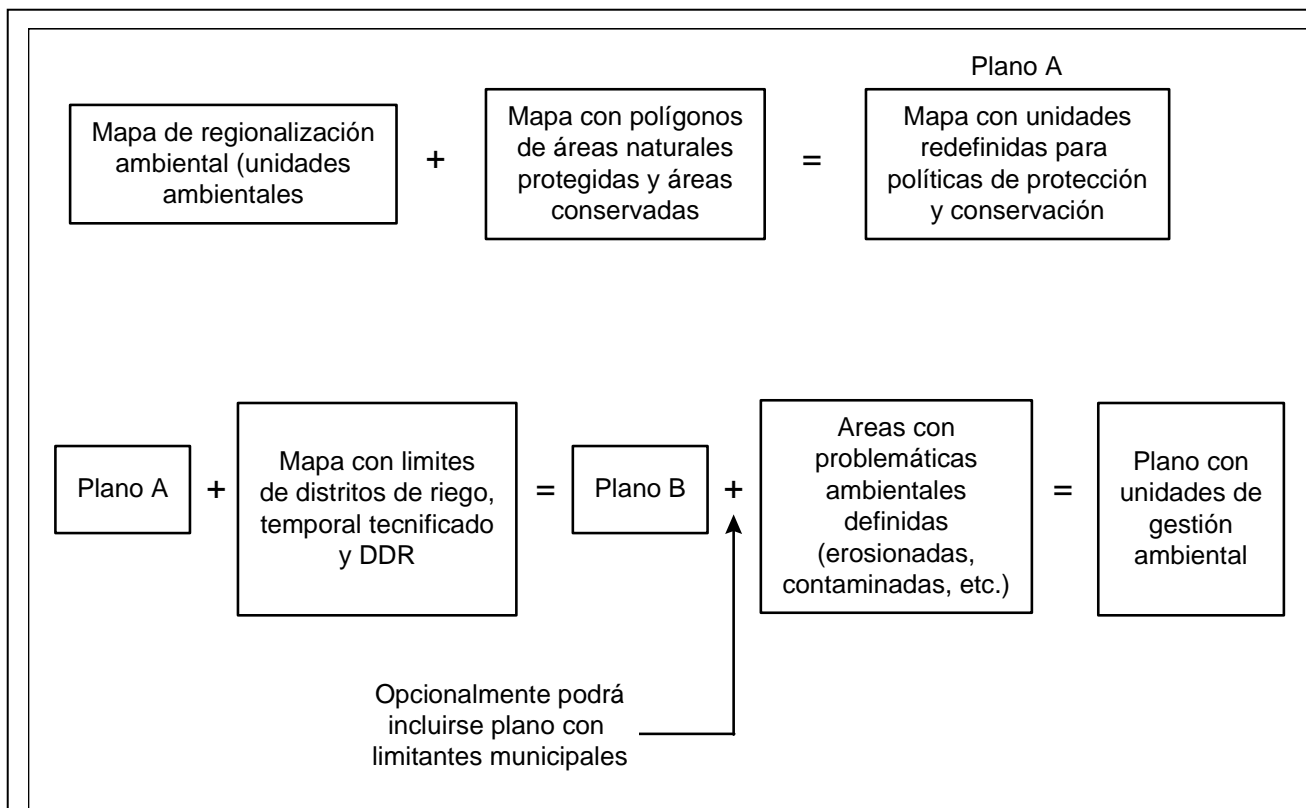 Plano A
Mapa de regionalización
ambiental (unidades
ambientales
+
Mapa con polígonos
de áreas naturales
protegidas y áreas
conservadas
=
Mapa con unidades
redefinidas para
políticas de protección
y conservación
Plano A
+
Mapa con limites
de distritos de riego,
temporal tecnificado
y DDR
=
Plano B
+
Areas con
problemáticas
ambientales
definidas
(erosionadas,
contaminadas, etc.)
=
Plano con
unidades de
gestión
ambiental
Opcionalmente podrá
incluirse plano con
limitantes municipales